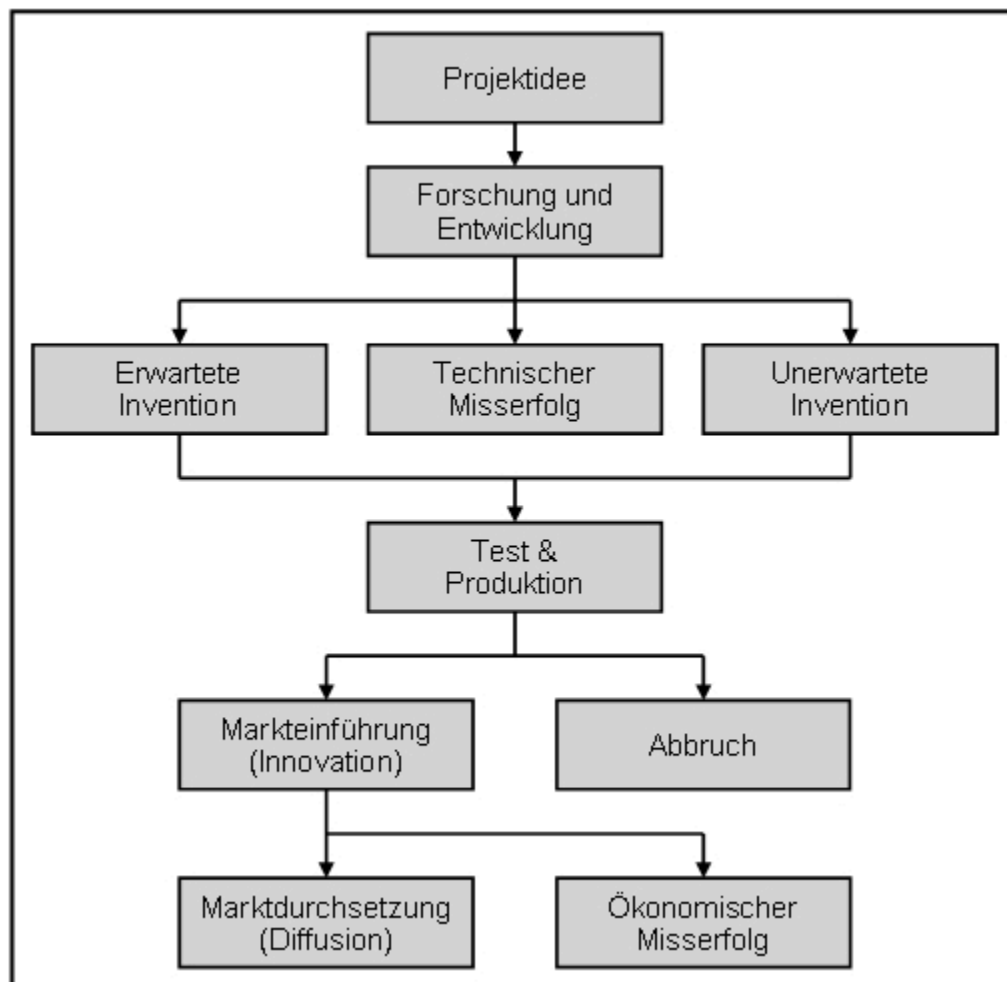 Projektidee
Forschung und
Entwicklung
Erwartete
Invention
Technischer
Misserfolg
Unerwartete
Invention
Test &
Produktion
Markteinführung
(Innovation)
Abbruch
Marktdurchsetzung
(Diffusion)
Ökonomischer
Misserfolg